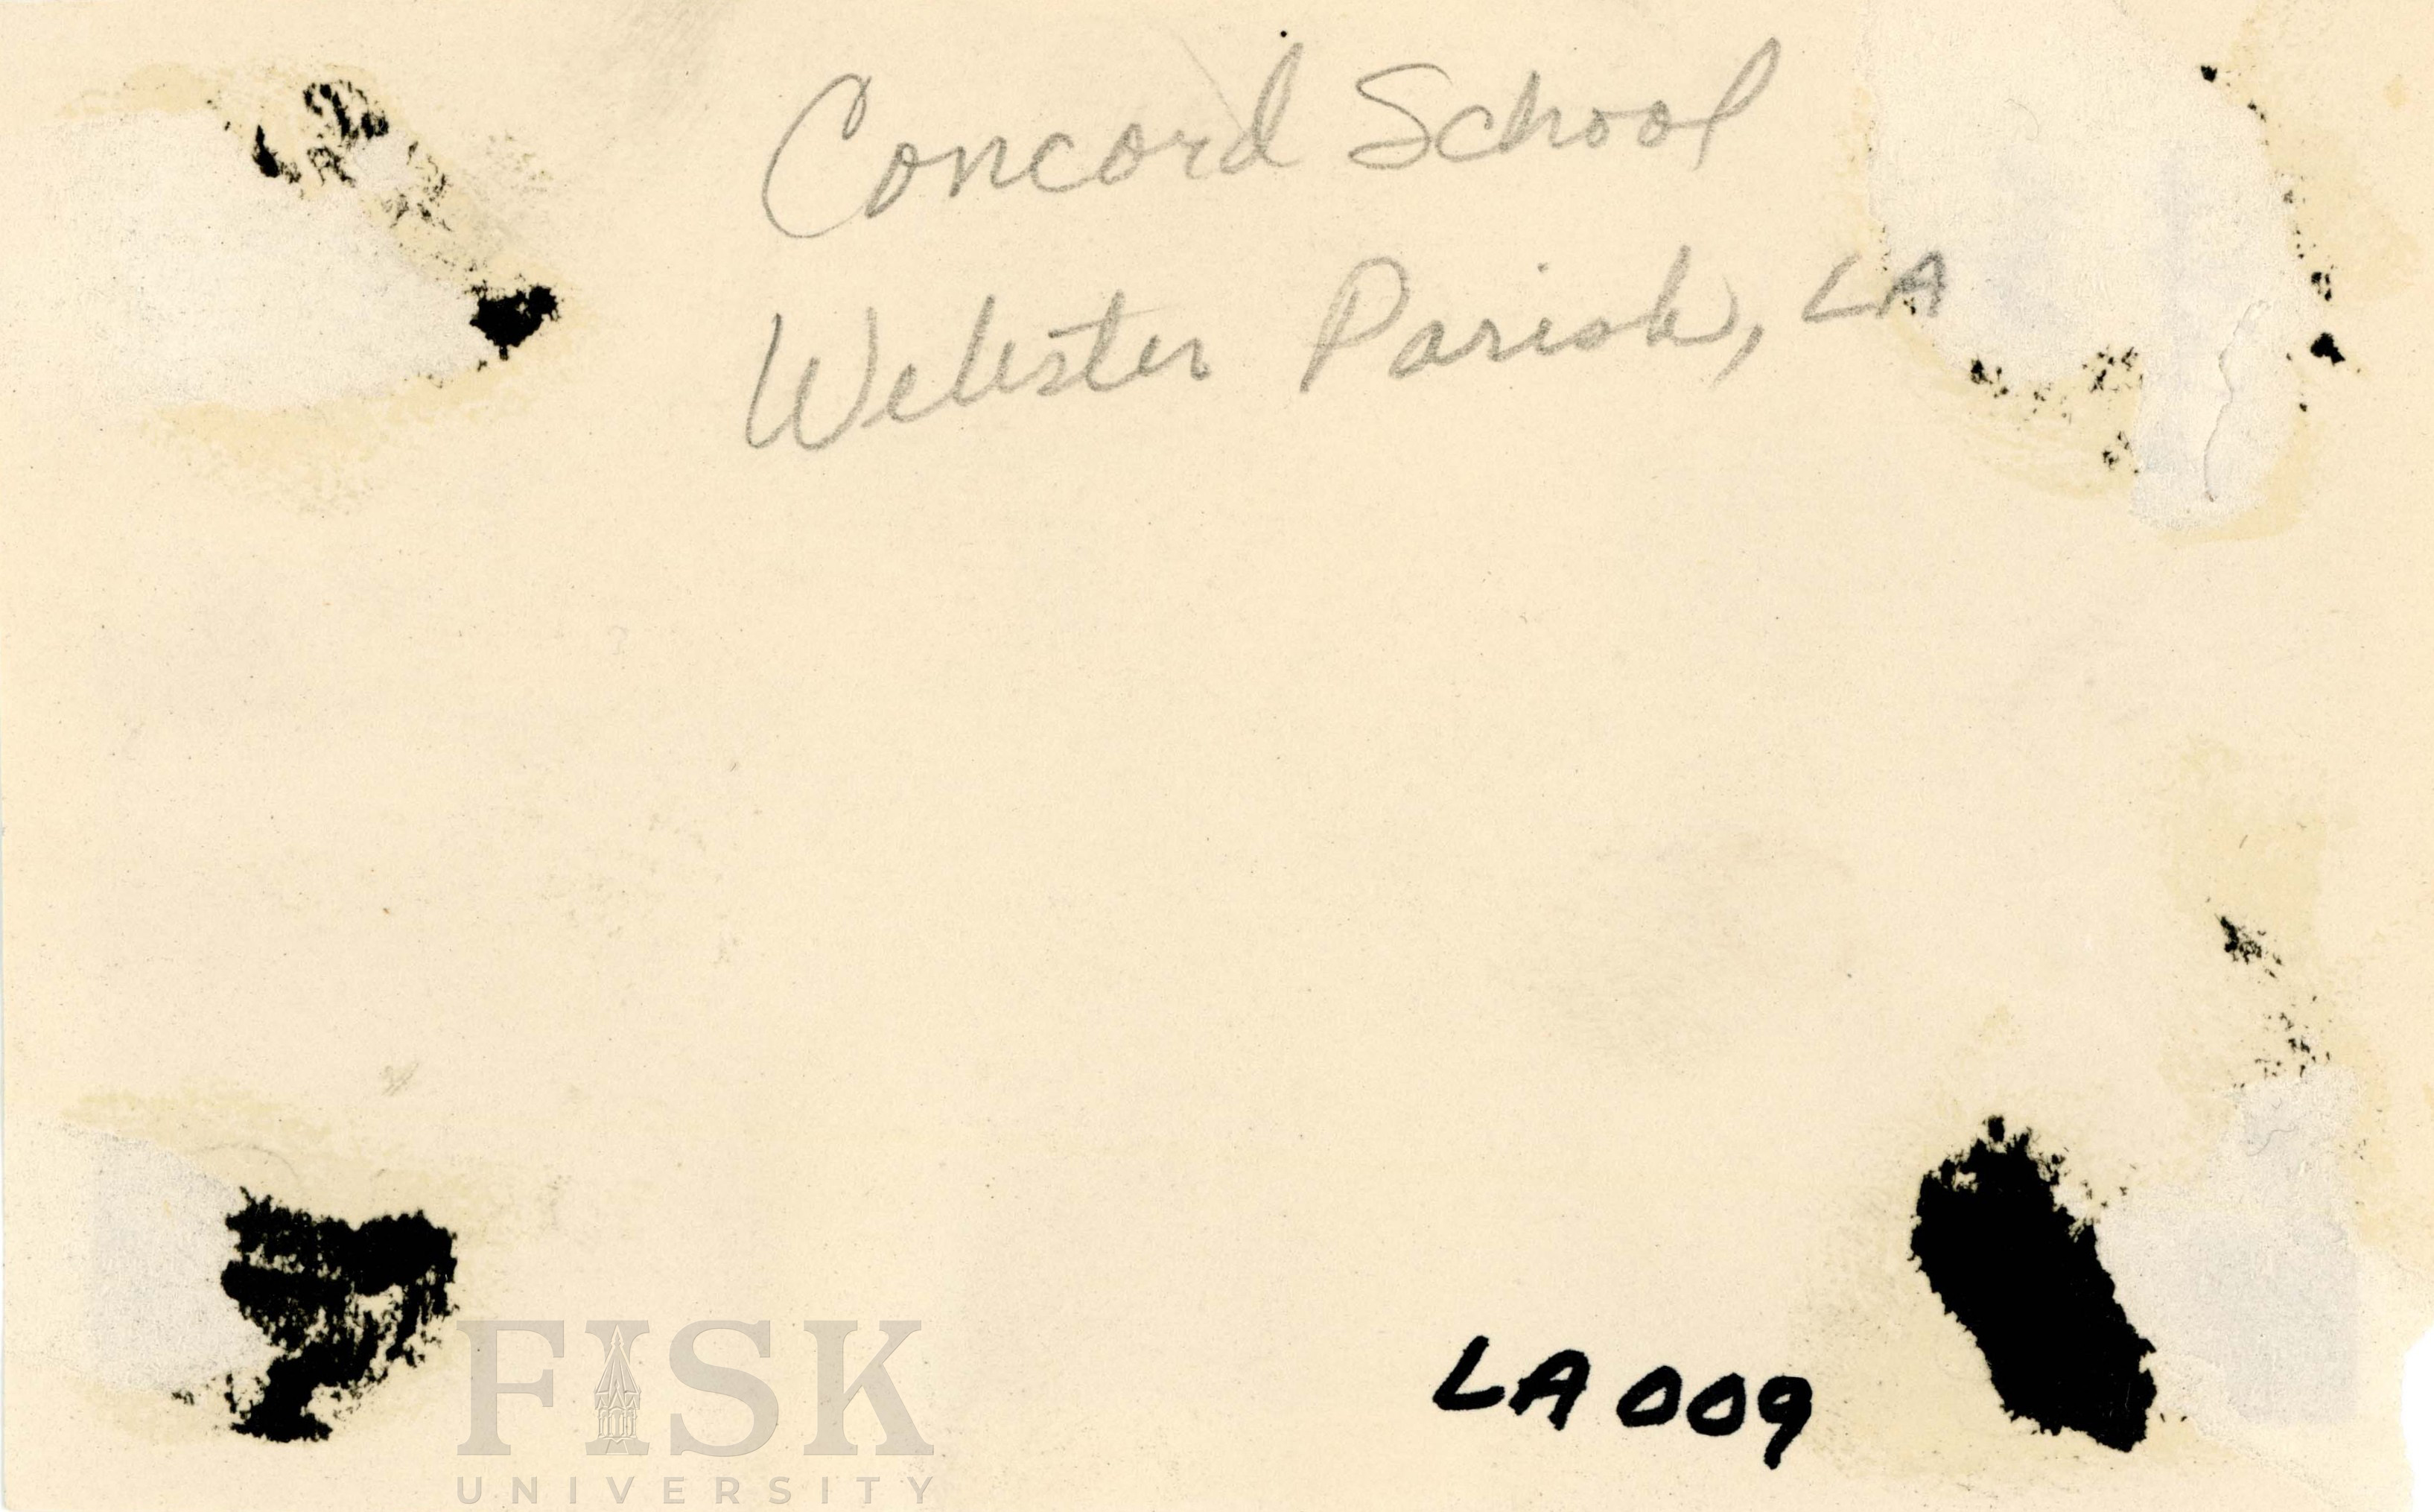 Concord School
Webster Parish, LA
LA 009
FISK
UNIVERSITY